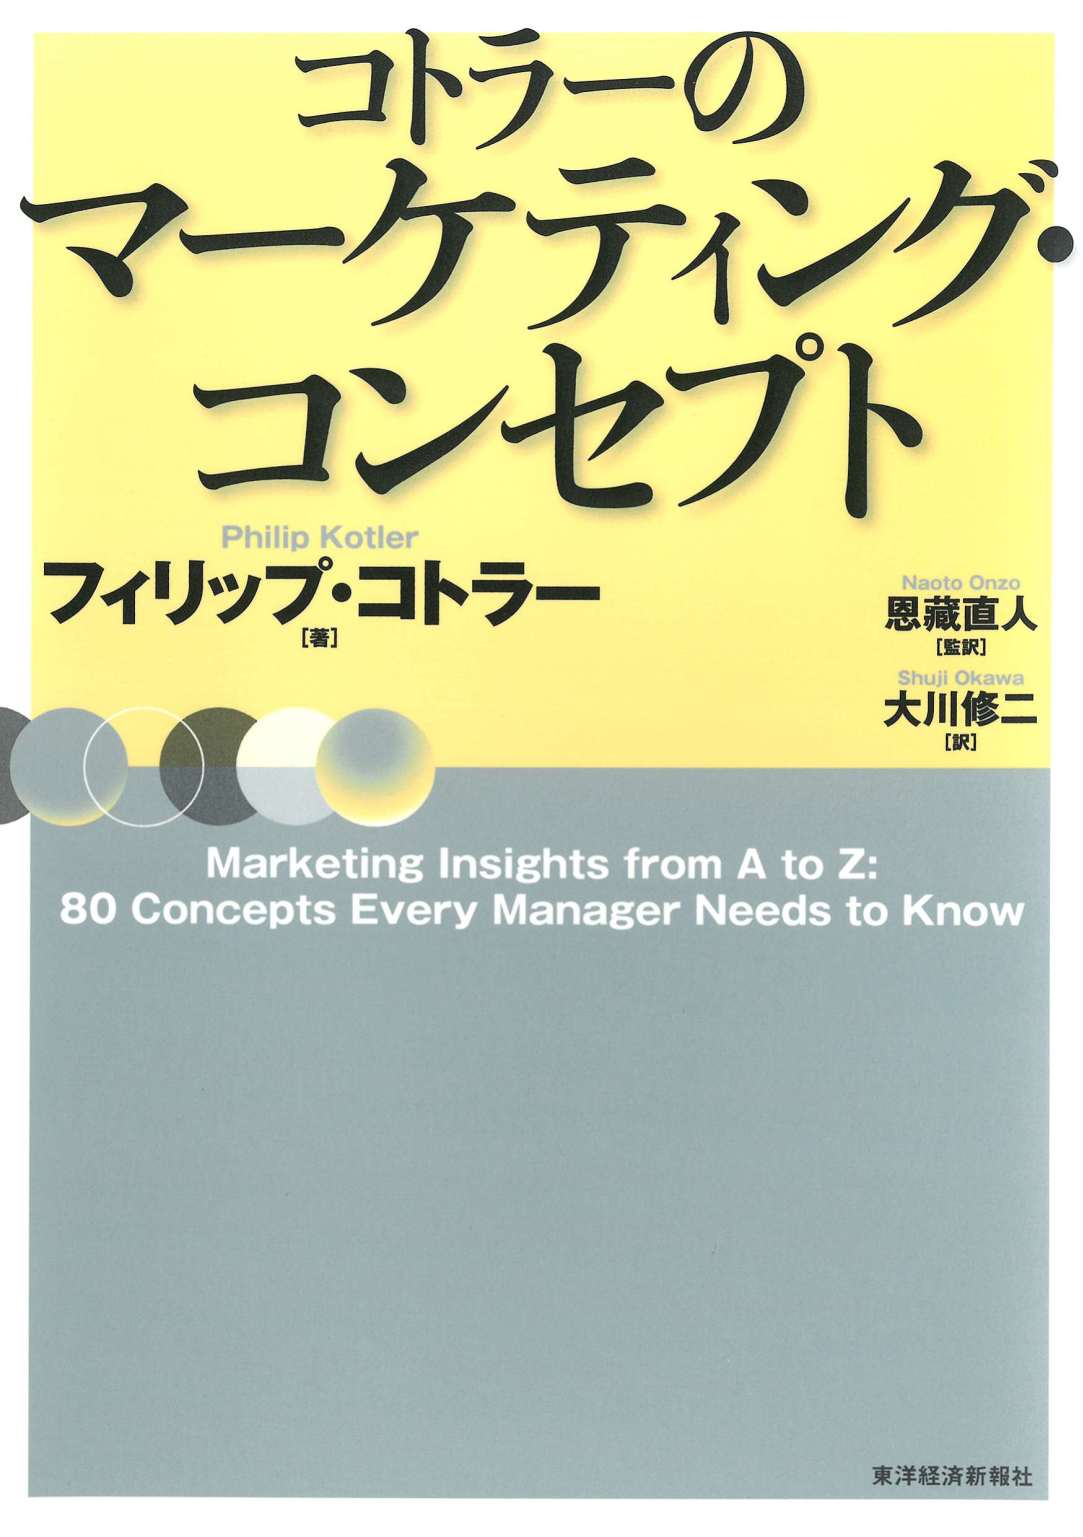 コトラーの
マーケティング・
コンセプト
Philip Kotler
フィリップ・コトラー
[著]
Naoto Onzo
恩藏直人
[監訳]
Shuji Okawa
大川修二
[訳]
Marketing Insights from A to Z:
80 Concepts Every Manager Needs to Know
東洋経済新報社